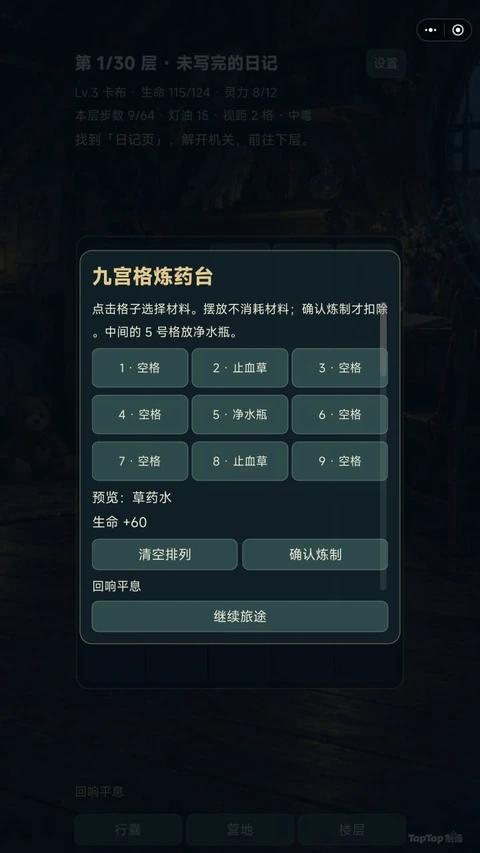 第 1/30 层 · 未写完的日记
设置
Lv.3 卡布 · 生命 115/124 · 灵力 8/12
本层步数 9/64 · 灯油 15 · 视距 2 格 · 中毒
找到「日记页」，解开机关，前往下层。
九宫格炼药台
点击格子选择材料。摆放不消耗材料；确认炼制才扣除
。中间的 5 号格放净水瓶。
1 · 空格
2 · 止血草
3 · 空格
4 · 空格
5 · 净水瓶
6 · 空格
7 · 空格
8 · 止血草
9 · 空格
预览：草药水
生命 +60
清空排列
确认炼制
回响平息
继续旅途
回响平息
行囊
营地
楼层
TapTap 制造